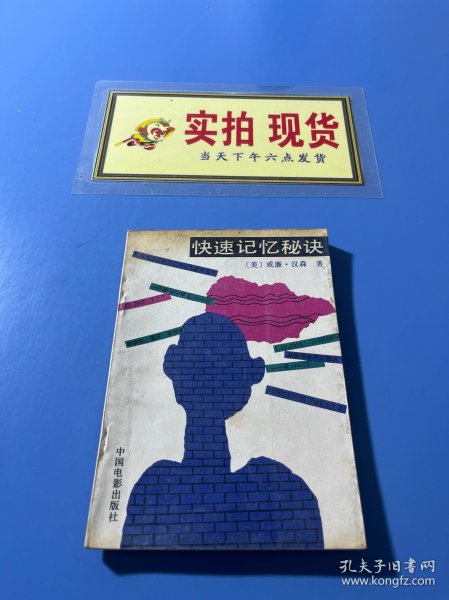 实拍 现货
当天下午六点发货
快速记忆秘诀
〔美〕威廉·汉森 著
中国电影出版社
孔夫子旧书网
www.kongfz.com